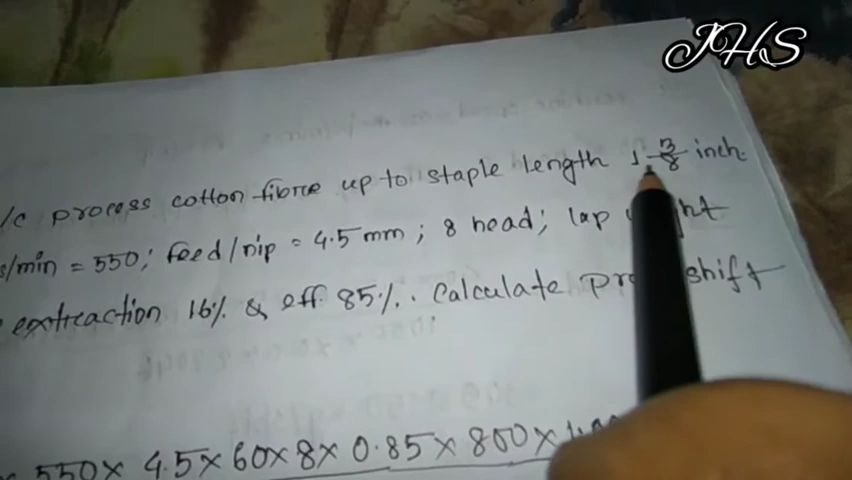 JHS
/c process cotton fibre up to staple length 1 3/8 inch
s/min = 550; feed/nip = 4.5 mm; 8 head; lap
extraction 16% & eff. 85%. Calculate shift
550 × 4.5 × 60 × 8 × 0.85 × 800 ×